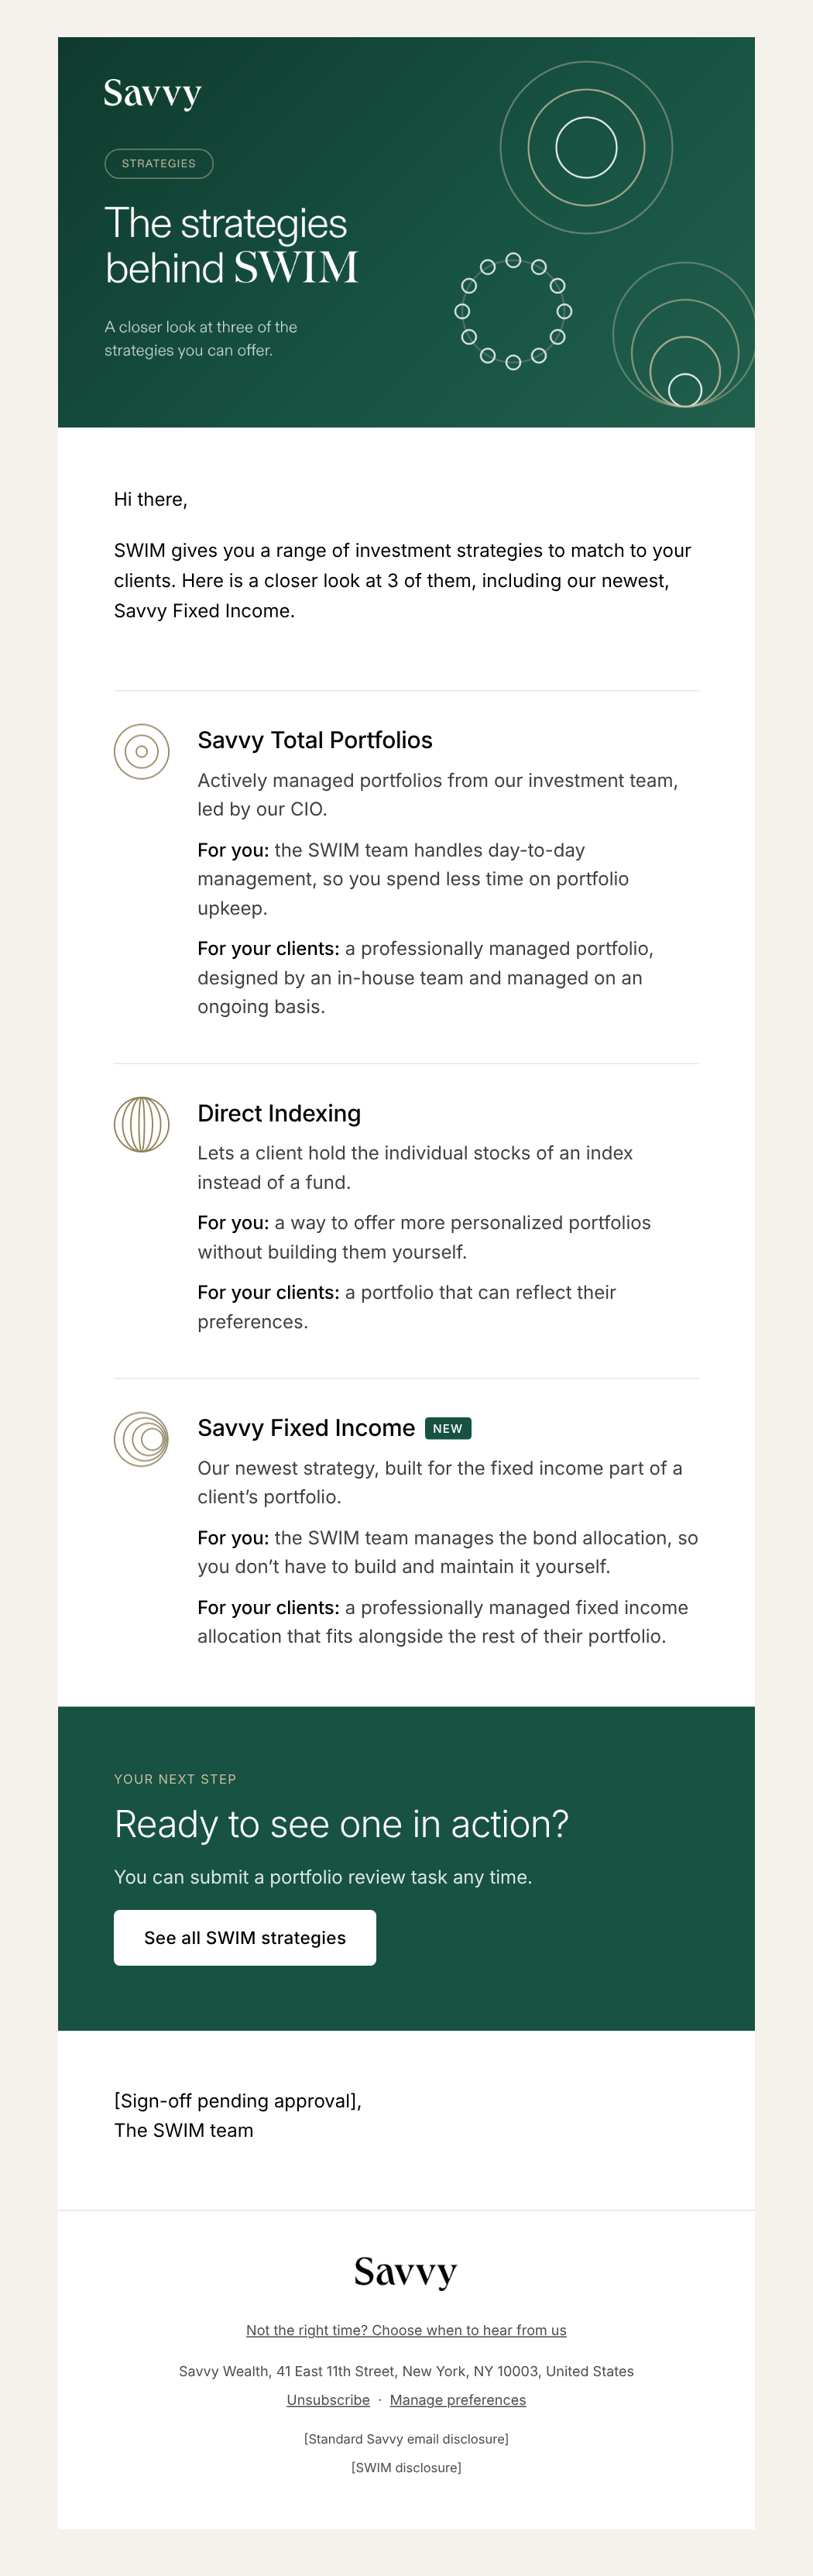 Savvy
STRATEGIES
The strategies
behind SWIM
A closer look at three of the
strategies you can offer.
Hi there,
SWIM gives you a range of investment strategies to match to your
clients. Here is a closer look at 3 of them, including our newest,
Savvy Fixed Income.
Savvy Total Portfolios
Actively managed portfolios from our investment team,
led by our CIO.
For you: the SWIM team handles day-to-day
management, so you spend less time on portfolio
upkeep.
For your clients: a professionally managed portfolio,
designed by an in-house team and managed on an
ongoing basis.
Direct Indexing
Lets a client hold the individual stocks of an index
instead of a fund.
For you: a way to offer more personalized portfolios
without building them yourself.
For your clients: a portfolio that can reflect their
preferences.
Savvy Fixed Income NEW
Our newest strategy, built for the fixed income part of a
client’s portfolio.
For you: the SWIM team manages the bond allocation, so
you don’t have to build and maintain it yourself.
For your clients: a professionally managed fixed income
allocation that fits alongside the rest of their portfolio.
YOUR NEXT STEP
Ready to see one in action?
You can submit a portfolio review task any time.
See all SWIM strategies
[Sign-off pending approval],
The SWIM team
Savvy
Not the right time? Choose when to hear from us
Savvy Wealth, 41 East 11th Street, New York, NY 10003, United States
Unsubscribe · Manage preferences
[Standard Savvy email disclosure]
[SWIM disclosure]